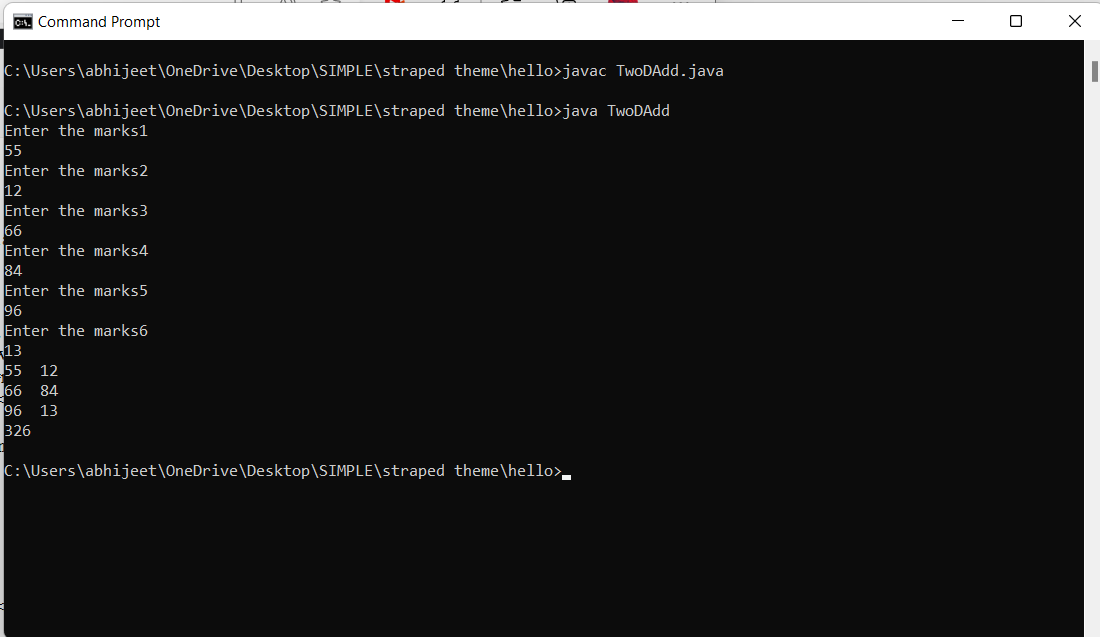 Command Prompt
C:\Users\abhijeet\OneDrive\Desktop\SIMPLE\straped theme\hello>javac TwoDAdd.java
C:\Users\abhijeet\OneDrive\Desktop\SIMPLE\straped theme\hello>java TwoDAdd
Enter the marks1
55
Enter the marks2
12
Enter the marks3
66
Enter the marks4
84
Enter the marks5
96
Enter the marks6
13
55  12
66  84
96  13
326
C:\Users\abhijeet\OneDrive\Desktop\SIMPLE\straped theme\hello>